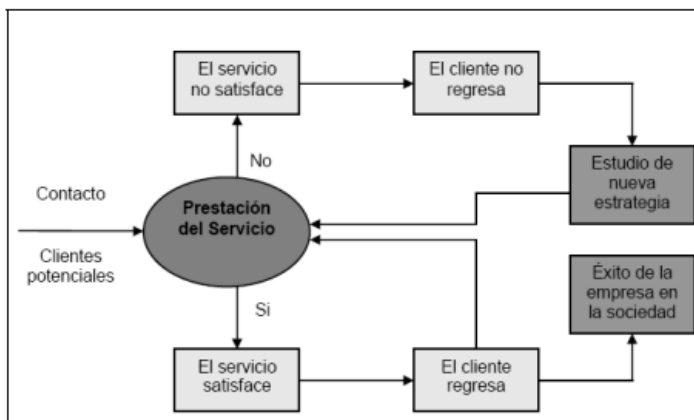 El servicio
no satisface
El cliente no
regresa
No
Estudio de
nueva
estrategia
Contacto
Prestación
del Servicio
Clientes
potenciales
Éxito de la
empresa en
la sociedad
Si
El servicio
satisface
El cliente
regresa